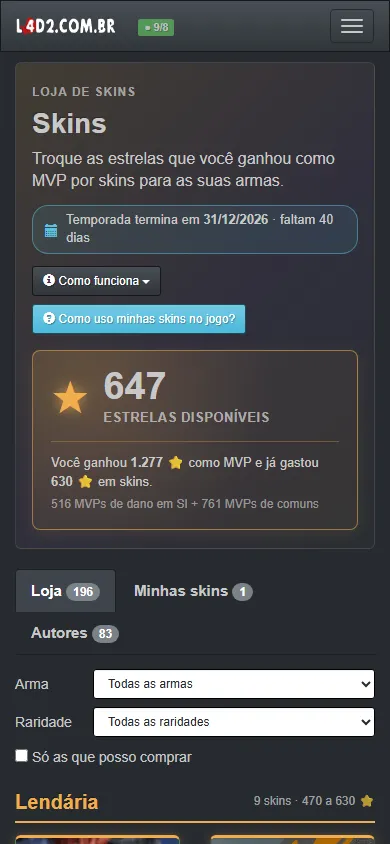 L4D2.COM.BR
● 9/8
LOJA DE SKINS
Skins
Troque as estrelas que você ganhou como
MVP por skins para as suas armas.
Temporada termina em 31/12/2026 · faltam 40
dias
Como funciona
Como uso minhas skins no jogo?
647
ESTRELAS DISPONÍVEIS
Você ganhou 1.277 como MVP e já gastou
630 em skins.
516 MVPs de dano em SI + 761 MVPs de comuns
Loja 196
Minhas skins 1
Autores 83
Arma
Todas as armas
Raridade
Todas as raridades
Só as que posso comprar
Lendária
9 skins · 470 a 630